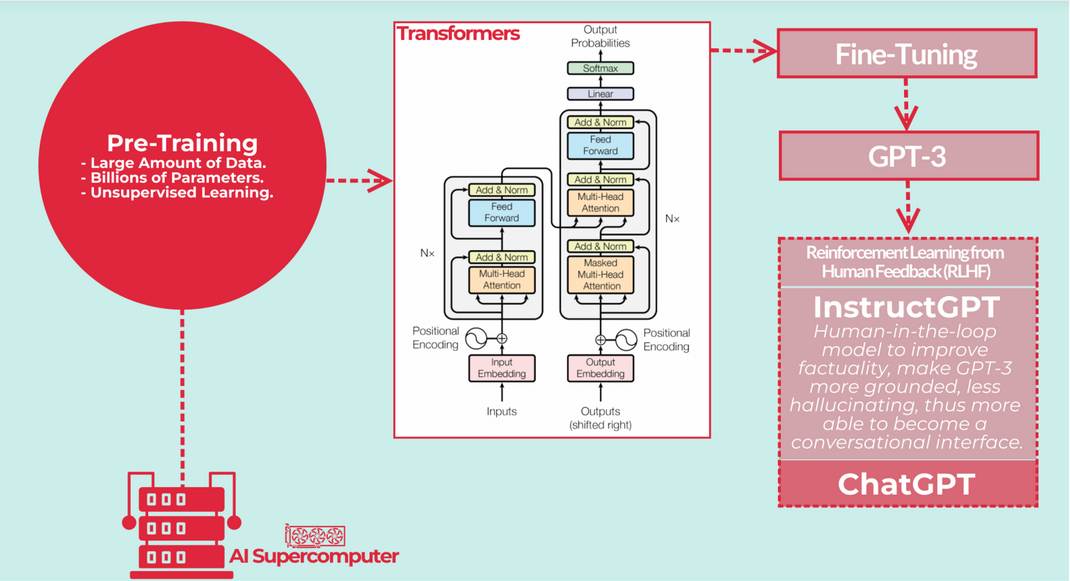 Pre-Training
- Large Amount of Data.
- Billions of Parameters.
- Unsupervised Learning.
AI Supercomputer
Transformers
Output
Probabilities
Softmax
Linear
Add & Norm
Feed
Forward
Add & Norm
Multi-Head
Attention
Add & Norm
Masked
Multi-Head
Attention
Nx
Add & Norm
Feed
Forward
Add & Norm
Multi-Head
Attention
Nx
Positional
Encoding
Positional
Encoding
Input
Embedding
Output
Embedding
Inputs
Outputs
(shifted right)
Fine-Tuning
GPT-3
Reinforcement Learning from
Human Feedback (RLHF)
InstructGPT
Human-in-the-loop
model to improve
factuality, make GPT-3
more grounded, less
hallucinating, thus more
able to become a
conversational interface.
ChatGPT